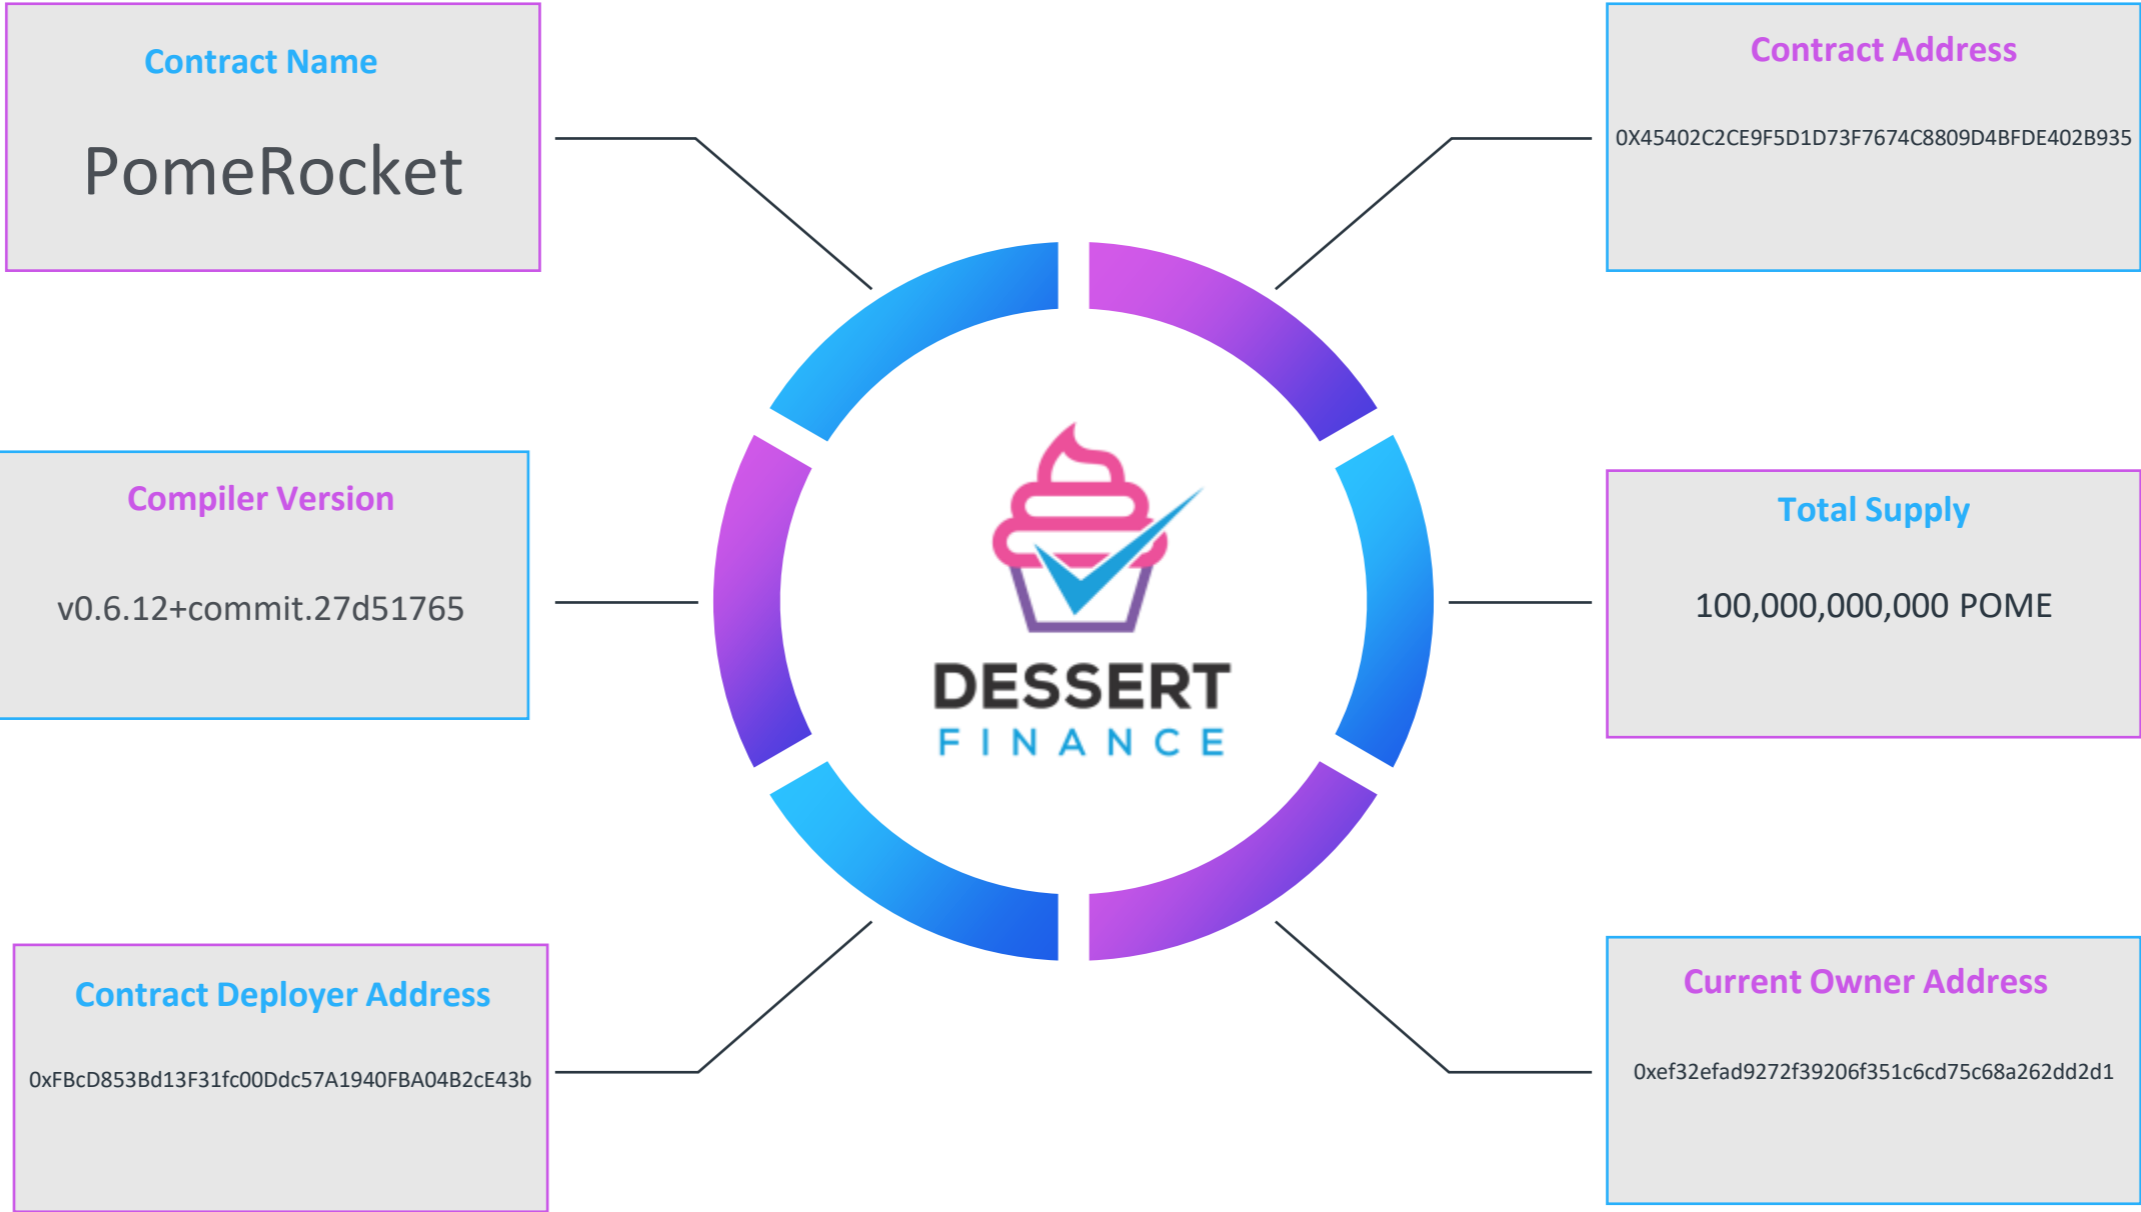 Contract Name
PomeRocket
Contract Address
0X45402C2CE9F5D1D73F7674C8809D4BFDE402B935
Compiler Version
v0.6.12+commit.27d51765
DESSERT
FINANCE
Total Supply
100,000,000,000 POME
Contract Deployer Address
0xFBcD853Bd13F31fc00Ddc57A1940FBA04B2cE43b
Current Owner Address
0xef32efad9272f39206f351c6cd75c68a262dd2d1